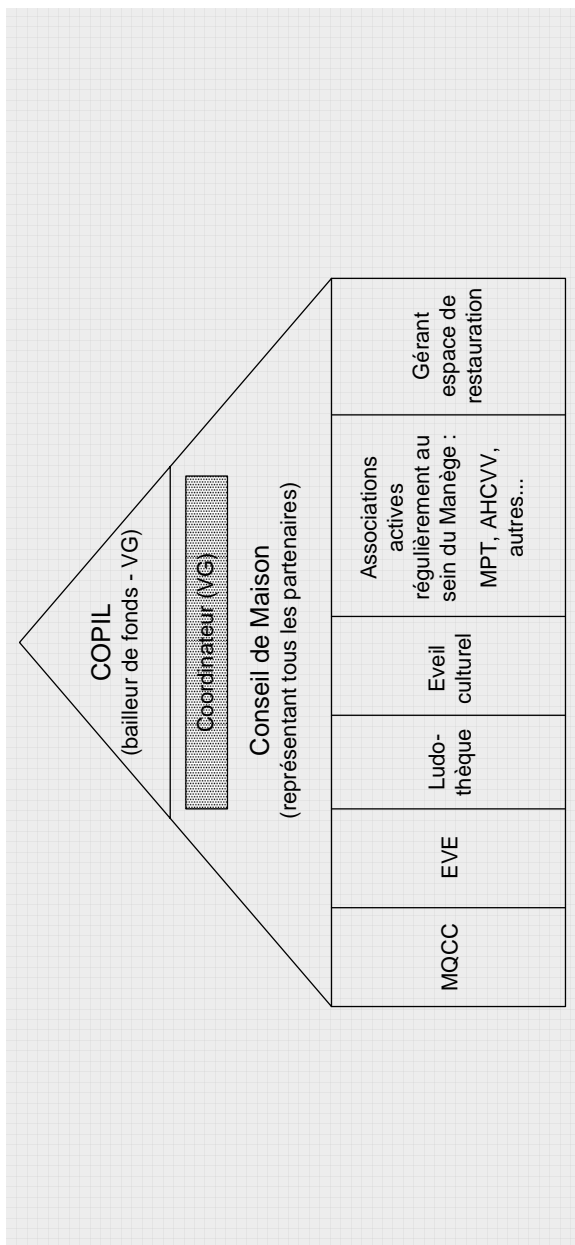 COPIL
(bailleur de fonds - VG)
Coordinateur (VG)
Conseil de Maison
(représentant tous les partenaires)
MQCC
EVE
Ludo-
thèque
Eveil
culturel
Associations
actives
régulièrement au
sein du Manège :
MPT, AHCVV,
autres...
Gérant
espace de
restauration